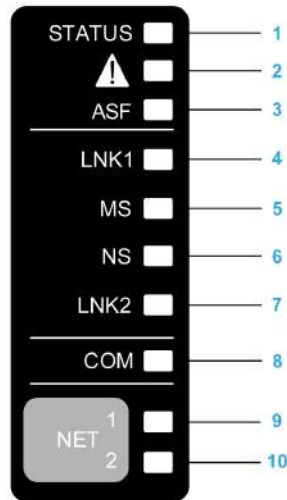 STATUS 1
2
ASF 3
LNK1 4
MS 5
NS 6
LNK2 7
COM 8
NET 1 9
2 10